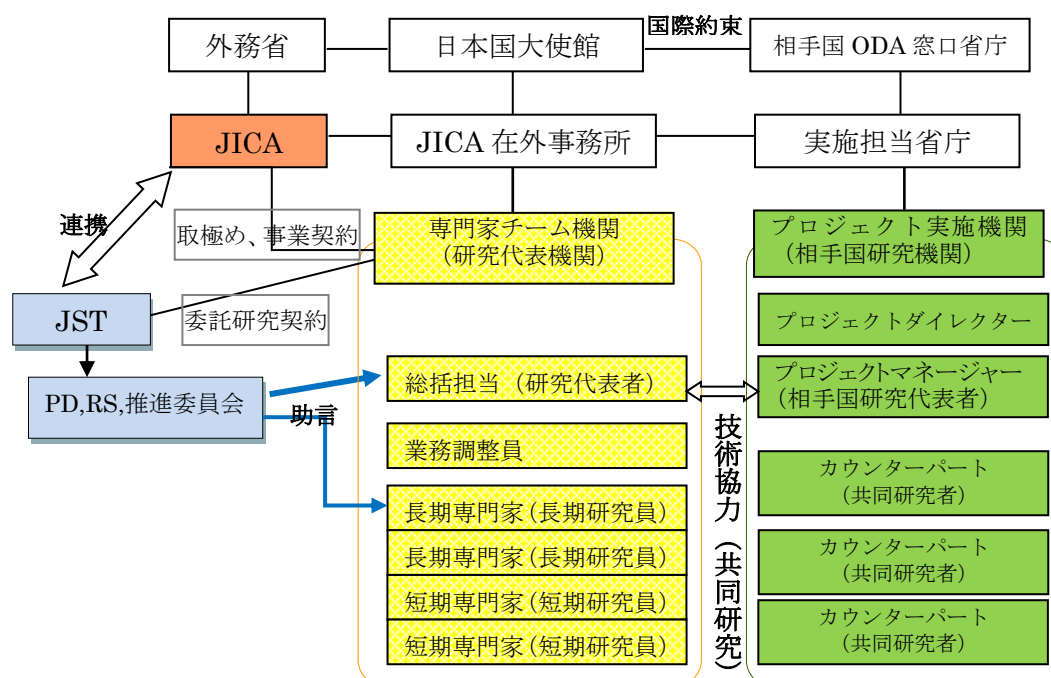 国際約束
外務省
日本国大使館
相手国 ODA 窓口省庁
JICA
JICA 在外事務所
実施担当省庁
連携
取極め、事業契約
専門家チーム機関
(研究代表機関)
プロジェクト実施機関
(相手国研究機関)
JST
委託研究契約
プロジェクトダイレクター
PD,RS,推進委員会
助言
総括担当（研究代表者）
プロジェクトマネージャー
(相手国研究代表者)
業務調整員
技術協力（共同研究）
カウンターパート
(共同研究者)
長期専門家(長期研究員)
長期専門家(長期研究員)
カウンターパート
(共同研究者)
短期専門家(短期研究員)
カウンターパート
(共同研究者)
短期専門家(短期研究員)